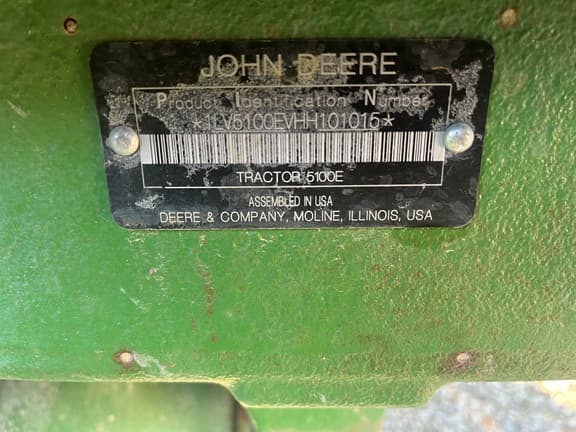 JOHN DEERE
Product Identification Number
*1LV5100EVHH101015*
TRACTOR 5100E
ASSEMBLED IN USA
DEERE & COMPANY, MOLINE, ILLINOIS, USA